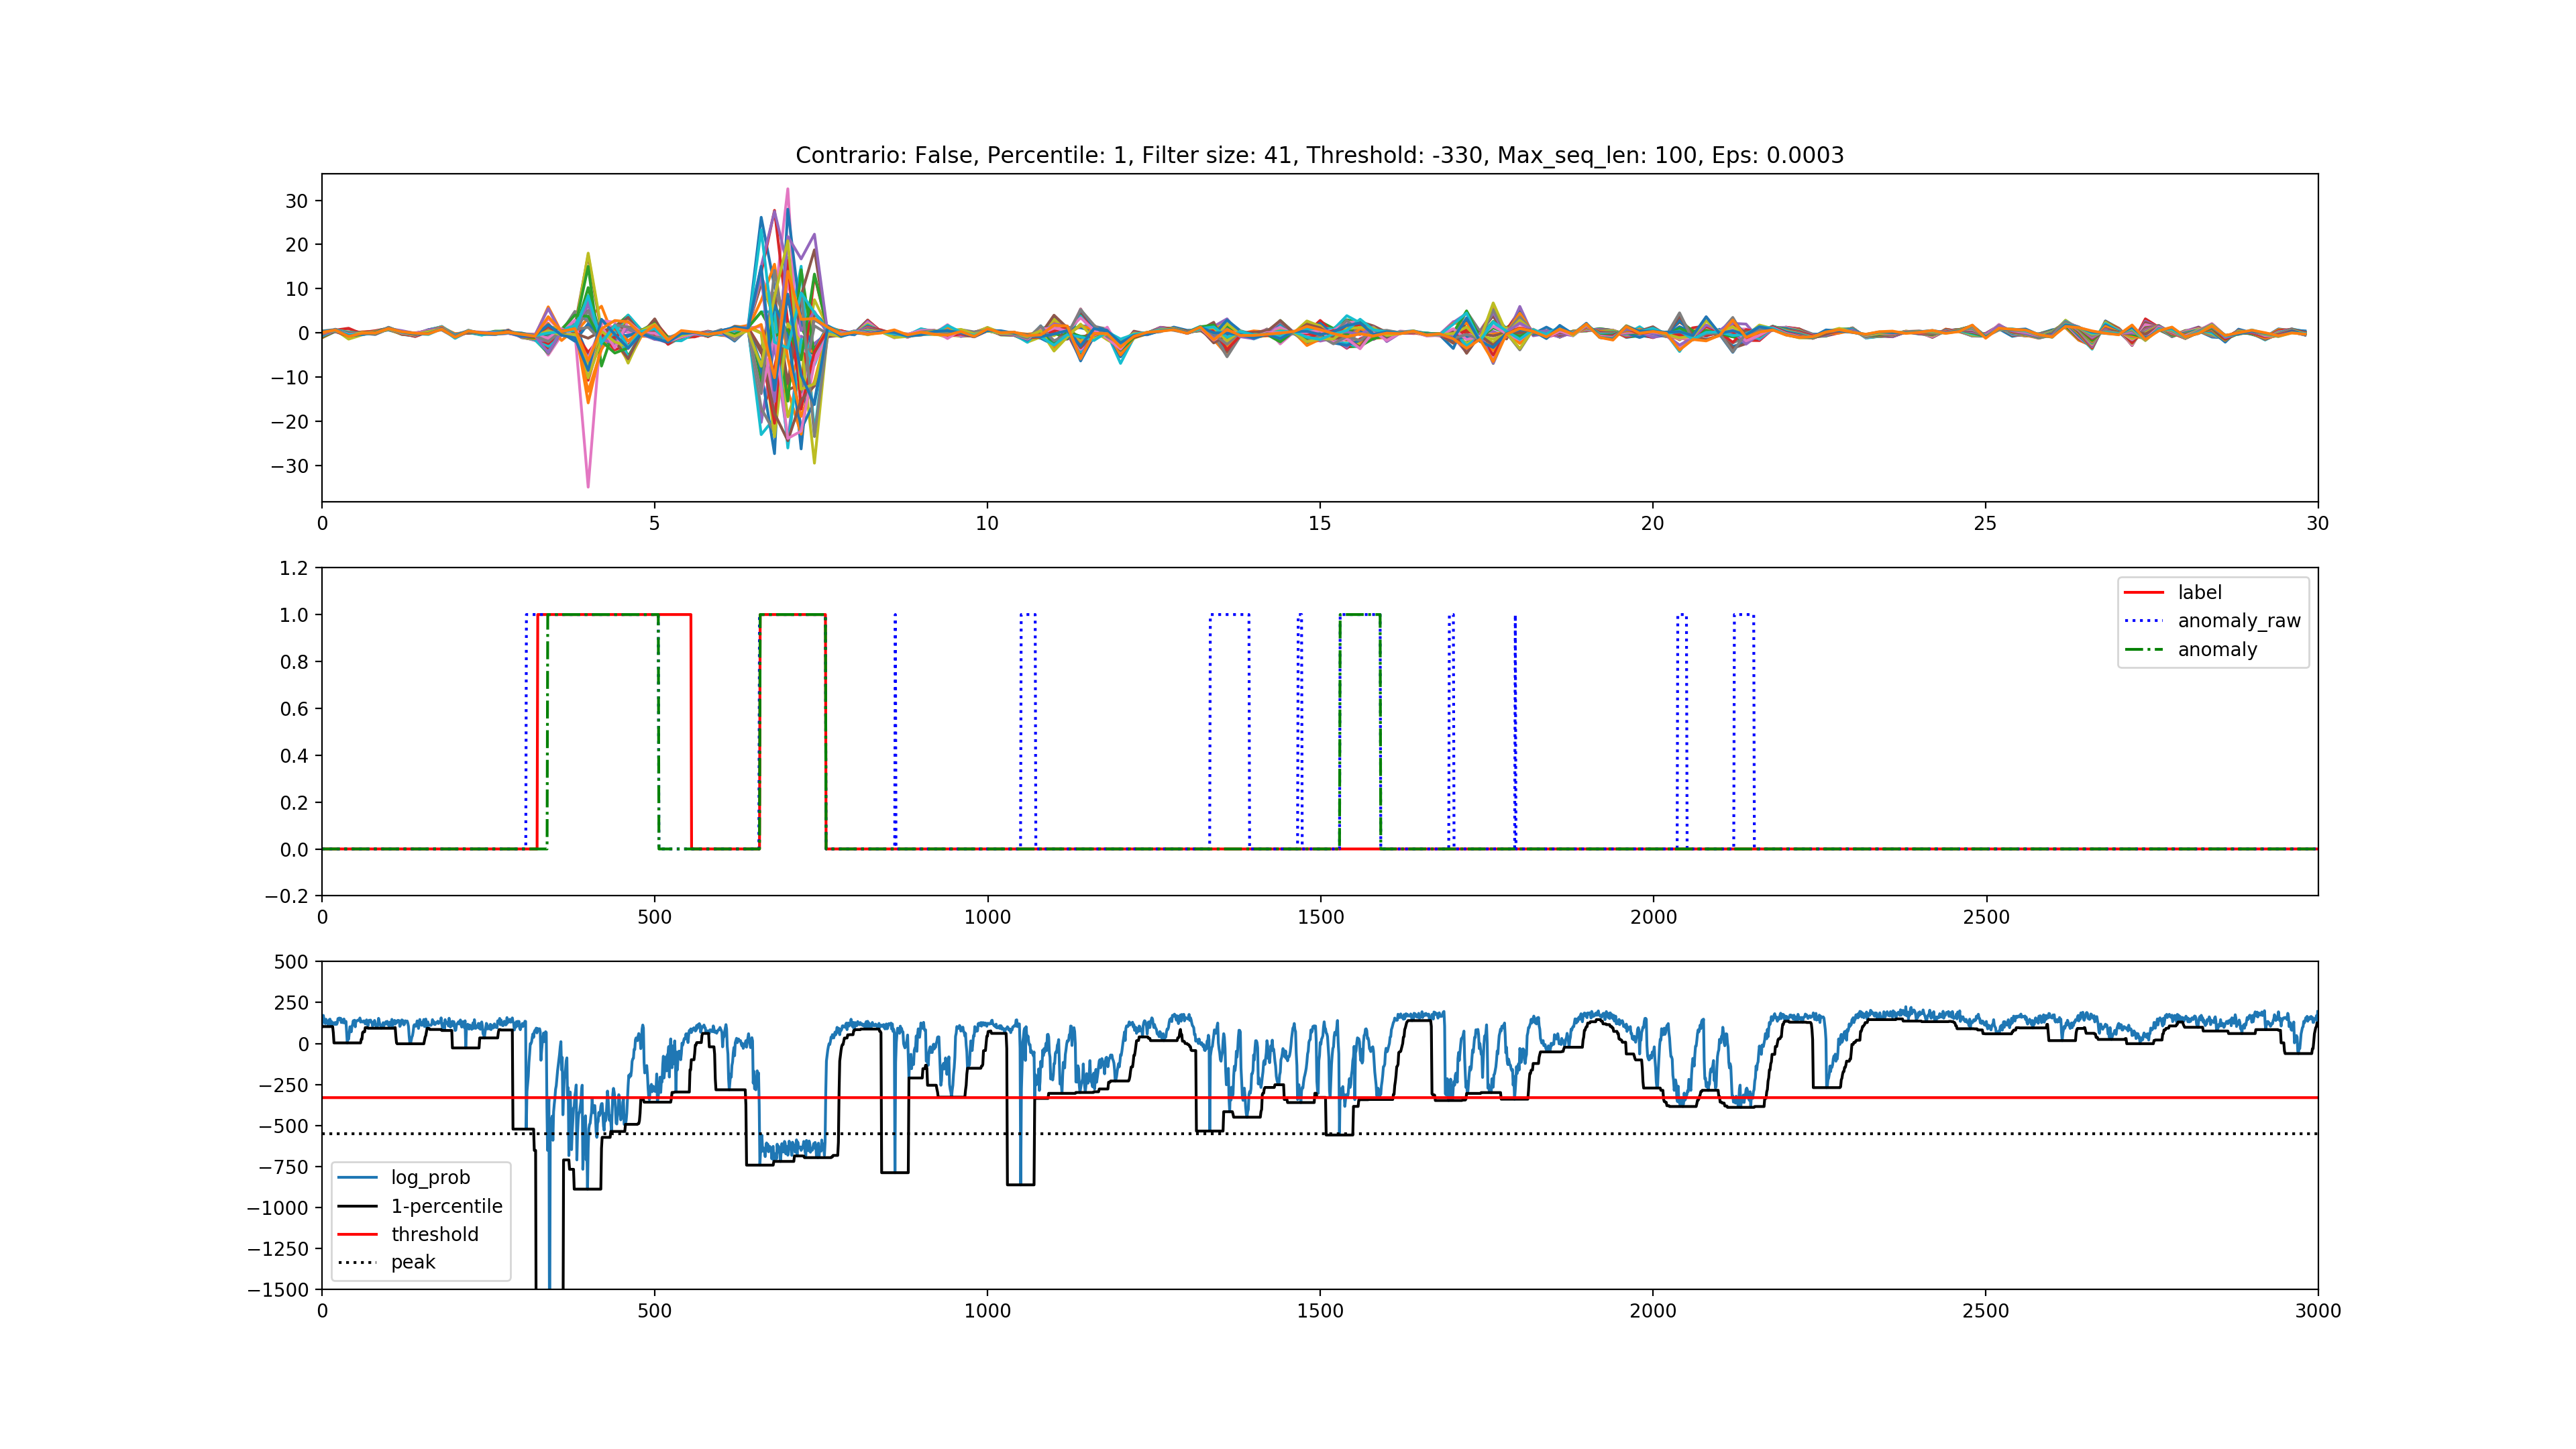 Contrario: False, Percentile: 1, Filter size: 41, Threshold: -330, Max_seq_len: 100, Eps: 0.0003
30
20
10
0
−10
−20
−30
0 5 10 15 20 25 30
1.2
1.0
0.8
0.6
0.4
0.2
0.0
−0.2
label
anomaly_raw
anomaly
0 500 1000 1500 2000 2500
500
250
0
−250
−500
−750
−1000
−1250
−1500
log_prob
1-percentile
threshold
peak
0 500 1000 1500 2000 2500 3000